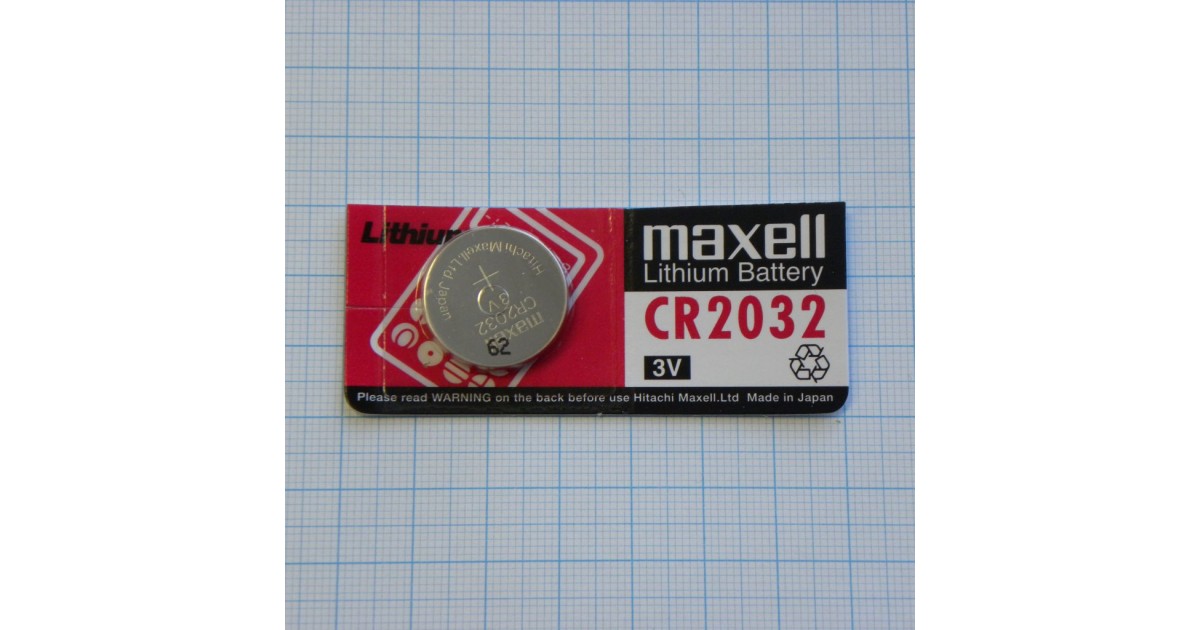 Lithium
Hitachi Maxell.Ltd.Japan
+
3V
CR2032
maxell
62
maxell
Lithium Battery
CR2032
3V
Please read WARNING on the back before use Hitachi Maxell.Ltd Made in Japan